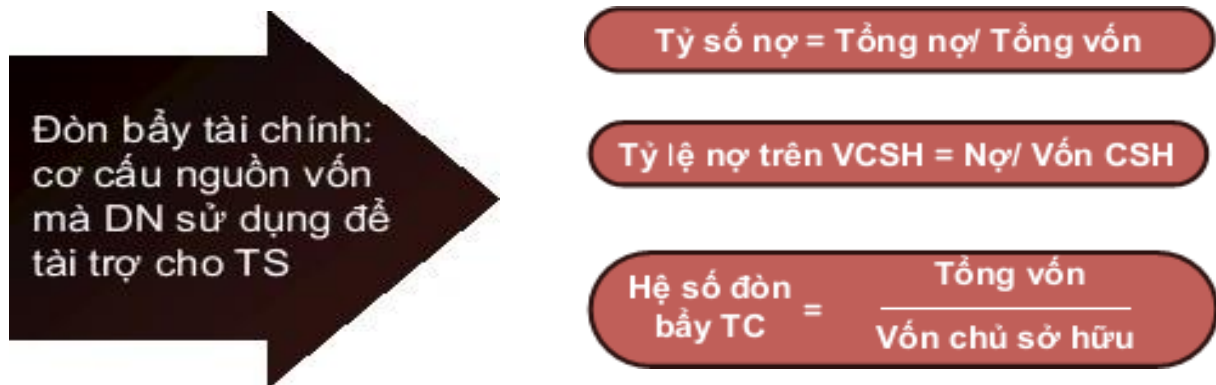 Đòn bẩy tài chính:
cơ cấu nguồn vốn
mà DN sử dụng để
tài trợ cho TS
Tỷ số nợ = Tổng nợ/ Tổng vốn
Tỷ lệ nợ trên VCSH = Nợ/ Vốn CSH
Hệ số đòn
bẩy TC
=
Tổng vốn
Vốn chủ sở hữu